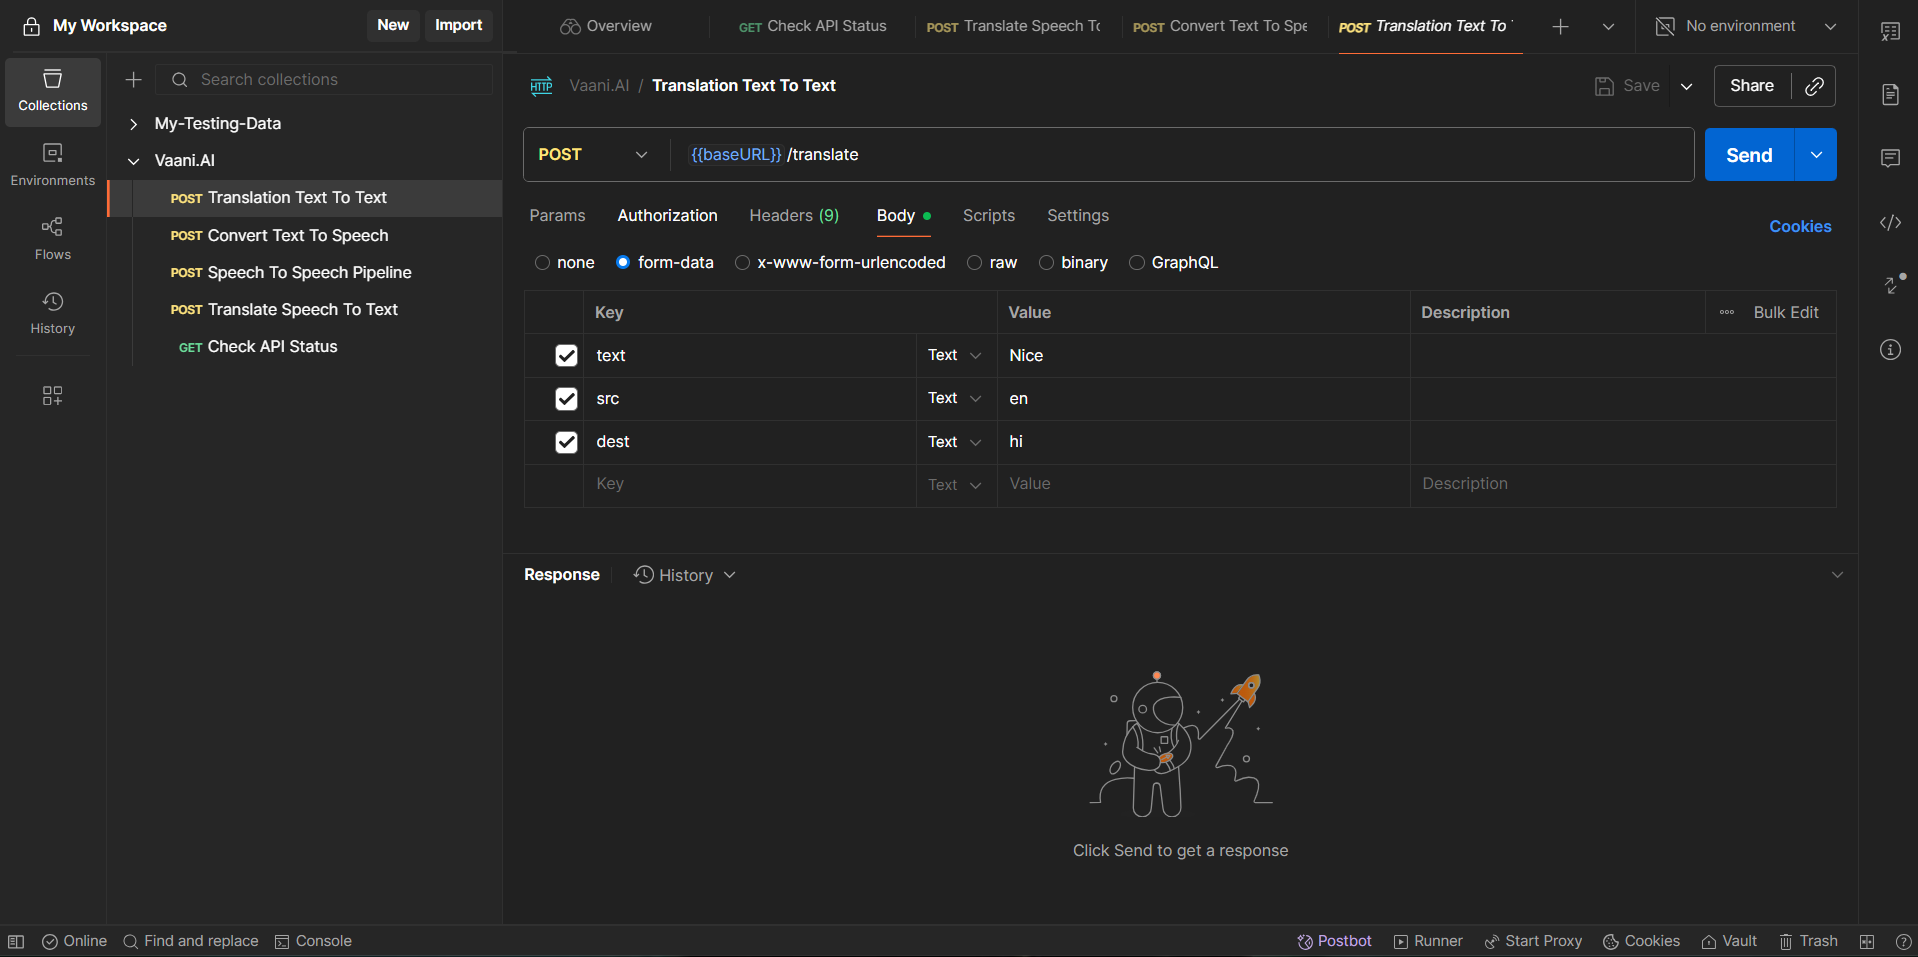 My Workspace
New
Import
Overview
GET Check API Status
POST Translate Speech To
POST Convert Text To Spe
POST Translation Text To
No environment
Collections
Environments
Flows
History
Search collections
My-Testing-Data
Vaani.AI
POST Translation Text To Text
POST Convert Text To Speech
POST Speech To Speech Pipeline
POST Translate Speech To Text
GET Check API Status
HTTP
Vaani.AI / Translation Text To Text
Save
Share
POST
{{baseURL}} /translate
Send
Params
Authorization
Headers (9)
Body
Scripts
Settings
Cookies
none
form-data
x-www-form-urlencoded
raw
binary
GraphQL
Key
Value
Description
Bulk Edit
text
Text
Nice
src
Text
en
dest
Text
hi
Key
Text
Value
Description
Response
History
Click Send to get a response
Online
Find and replace
Console
Postbot
Runner
Start Proxy
Cookies
Vault
Trash